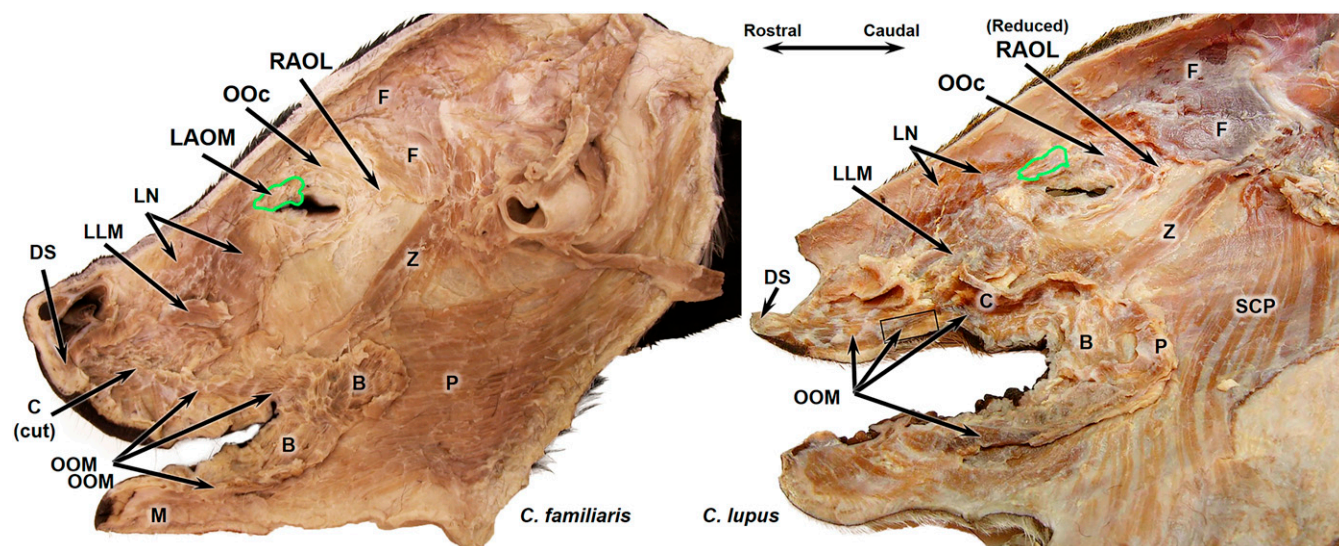 RAOL
OOc
LAOM
LN
LLM
DS
F
F
Z
C
(cut)
B
B
P
OOM
OOM
M
C. familiaris
Rostral
Caudal
(Reduced)
RAOL
OOc
LN
LLM
DS
F
F
Z
C
SCP
B
P
OOM
C. lupus